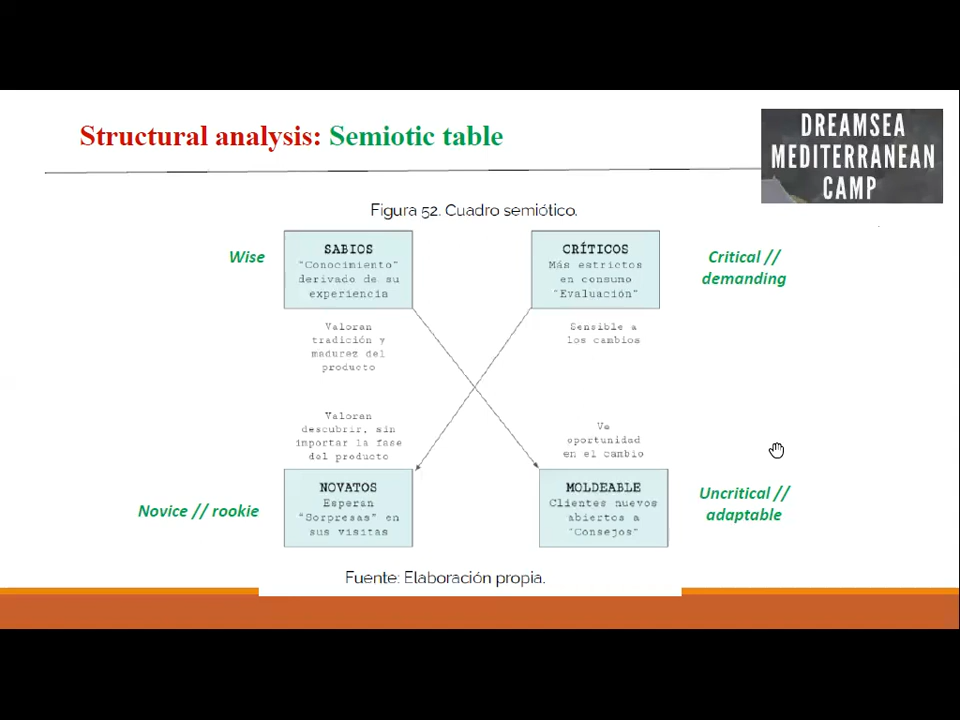 Structural analysis: Semiotic table
DREAMSEA
MEDITERRANEAN
CAMP
Figura 52. Cuadro semiótico.
Wise
SABIOS
"Conocimiento"
derivado de su
experiencia
CRÍTICOS
Más estrictos
en consumo
"Evaluación"
Critical //
demanding
Valoran
tradición y
madurez del
producto
Sensible a
los cambios
Valoran
descubrir, sin
importar la fase
del producto
Ve
oportunidad
en el cambio
Novice // rookie
NOVATOS
Esperan
"Sorpresas" en
sus visitas
MOLDEABLE
Clientes nuevos
abiertos a
"Consejos"
Uncritical //
adaptable
Fuente: Elaboración propia.